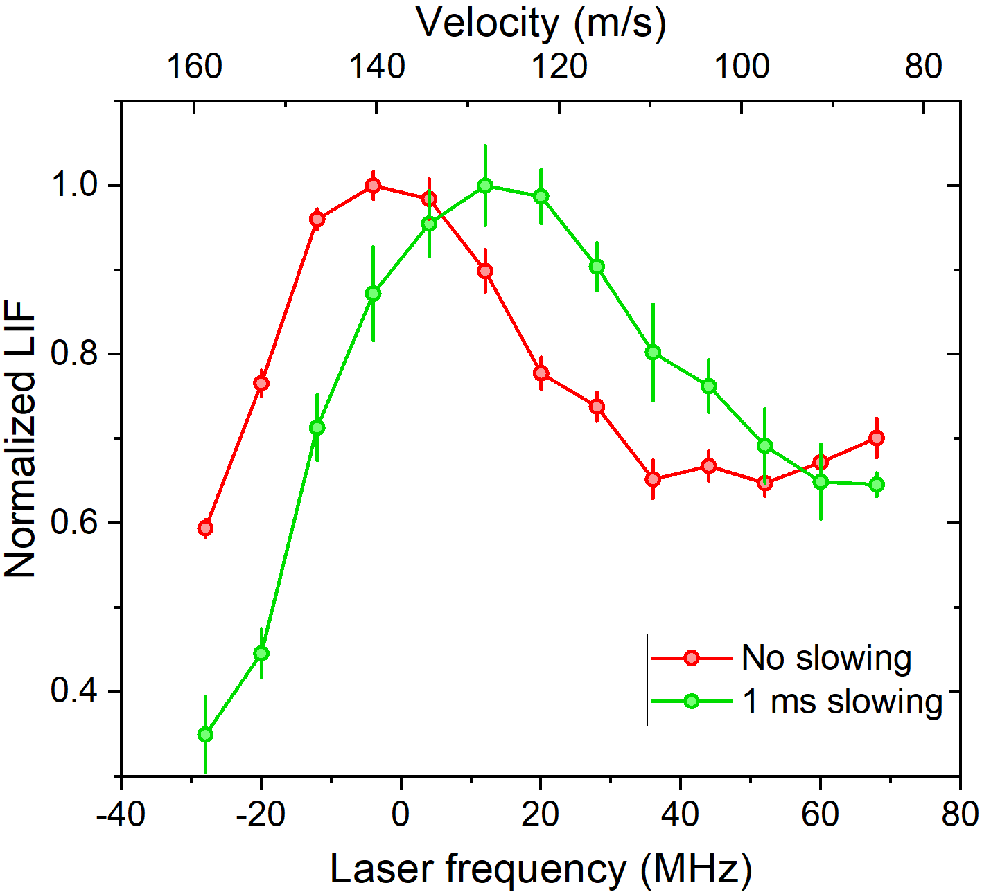 Velocity (m/s)
160 140 120 100 80
1.0
0.8
0.6
0.4
Normalized LIF
No slowing
1 ms slowing
-40 -20 0 20 40 60 80
Laser frequency (MHz)